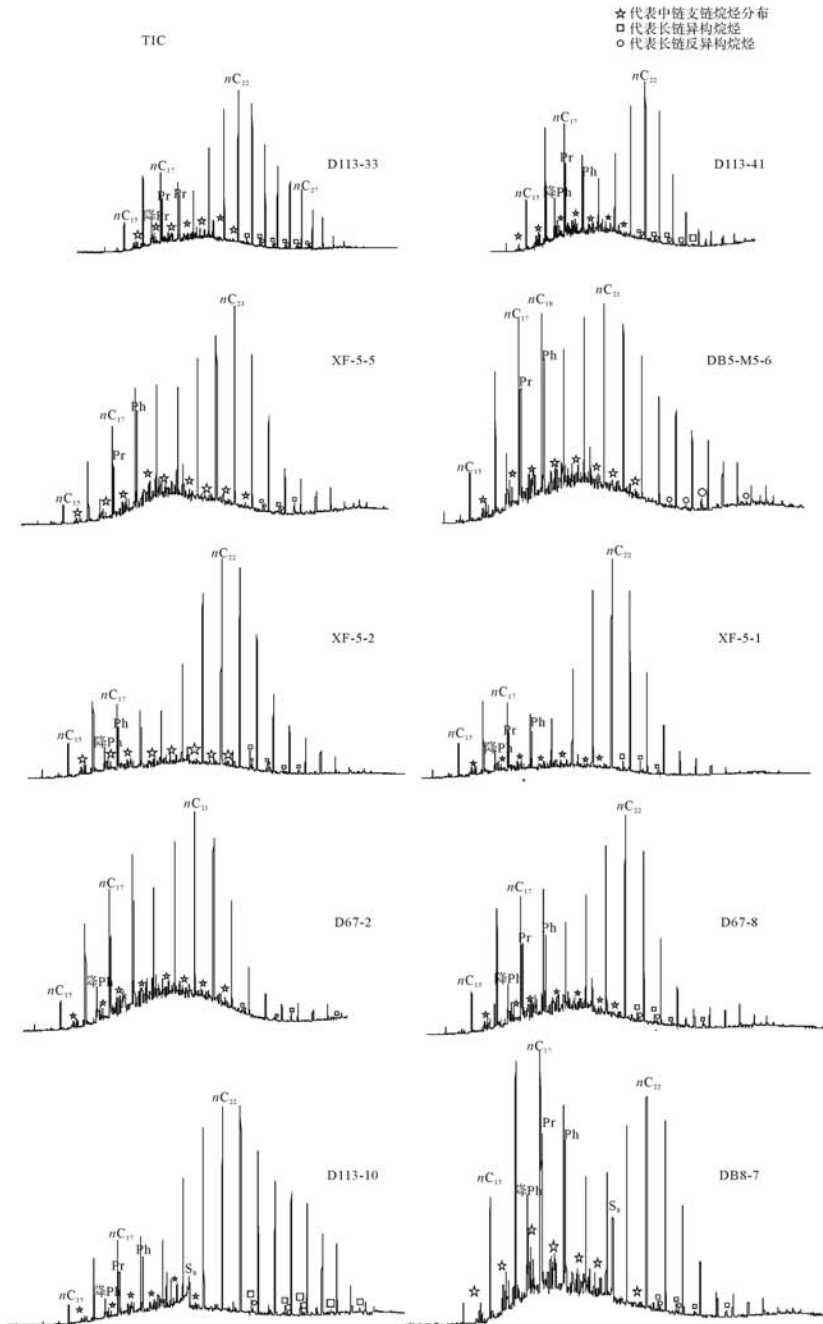 ☆ 代表中链支链烷烃分布
□ 代表长链异构烷烃
○ 代表长链反异构烷烃
TIC
nC₂₂
nC₁₇
Pr
Pr
nC₂₇
nC₁₅
降Pr
D113-33
nC₂₂
nC₁₇
Pr
Ph
nC₁₅
降Ph
D113-41
nC₂₃
Ph
nC₁₇
Pr
nC₁₅
XF-5-5
nC₂₁
nC₁₈
nC₁₇
Ph
Pr
nC₁₅
DB5-M5-6
nC₂₂
nC₁₇
Ph
nC₁₅
降Ph
XF-5-2
nC₂₂
nC₁₇
Pr
Ph
nC₁₅
降Ph
XF-5-1
nC₂₁
nC₁₇
降Ph
nC₁₅
D67-2
nC₂₂
nC₁₇
Pr
Ph
nC₁₅
降Ph
D67-8
nC₂₂
nC₁₇
Ph
Pr
S₈
nC₁₅
降Ph
D113-10
nC₁₇
nC₂₂
Pr
Ph
nC₁₅
降Ph
S₈
DB8-7